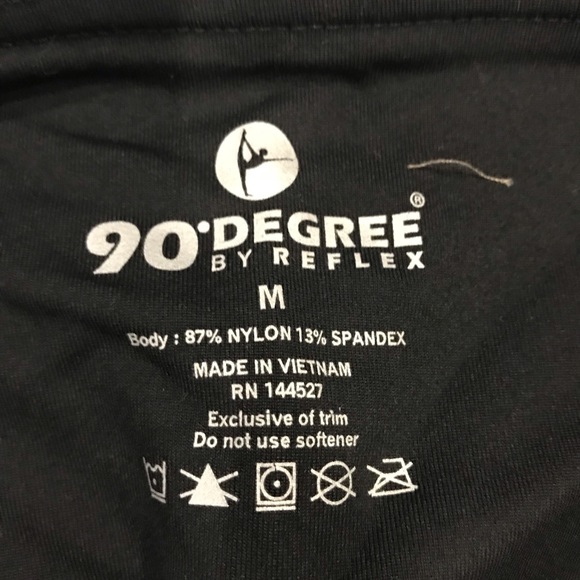 90°DEGREE®
BY REFLEX
M
Body : 87% NYLON 13% SPANDEX
MADE IN VIETNAM
RN 144527
Exclusive of trim
Do not use softener